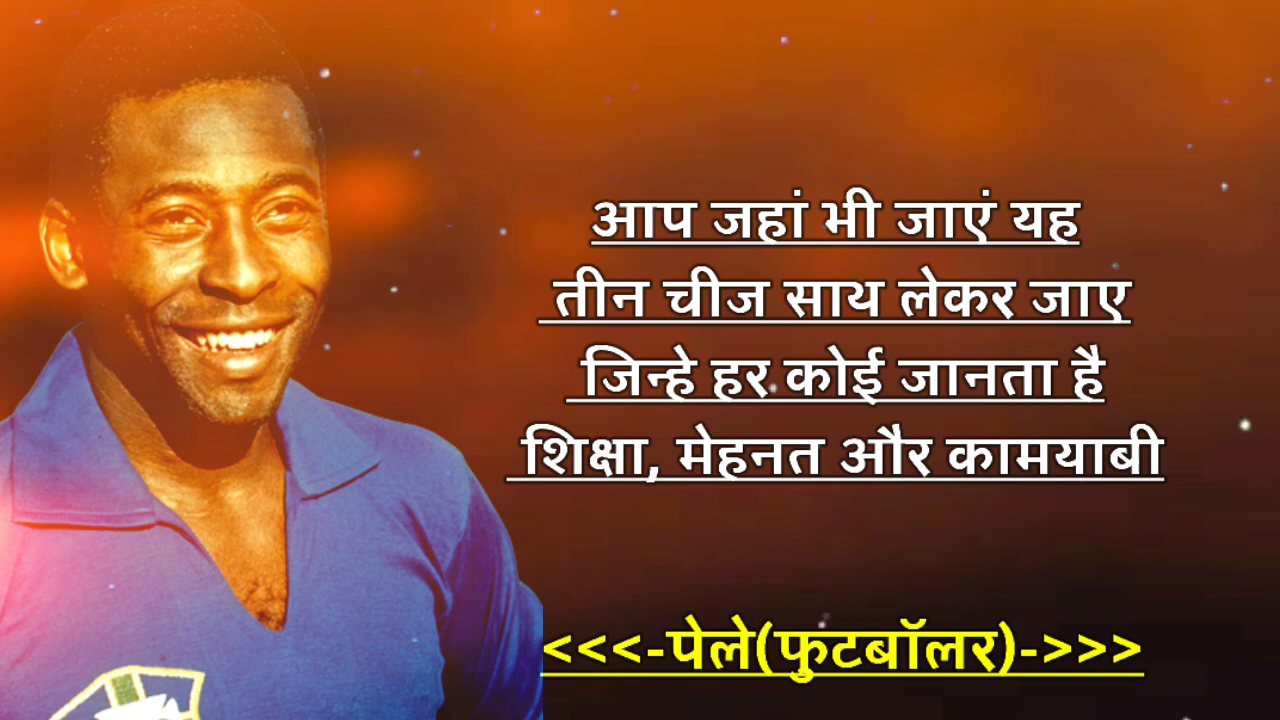 आप जहां भी जाएं यह
तीन चीज साथ लेकर जाए
जिन्हे हर कोई जानता है
शिक्षा, मेहनत और कामयाबी
<<<-पेले(फुटबॉलर)->>>